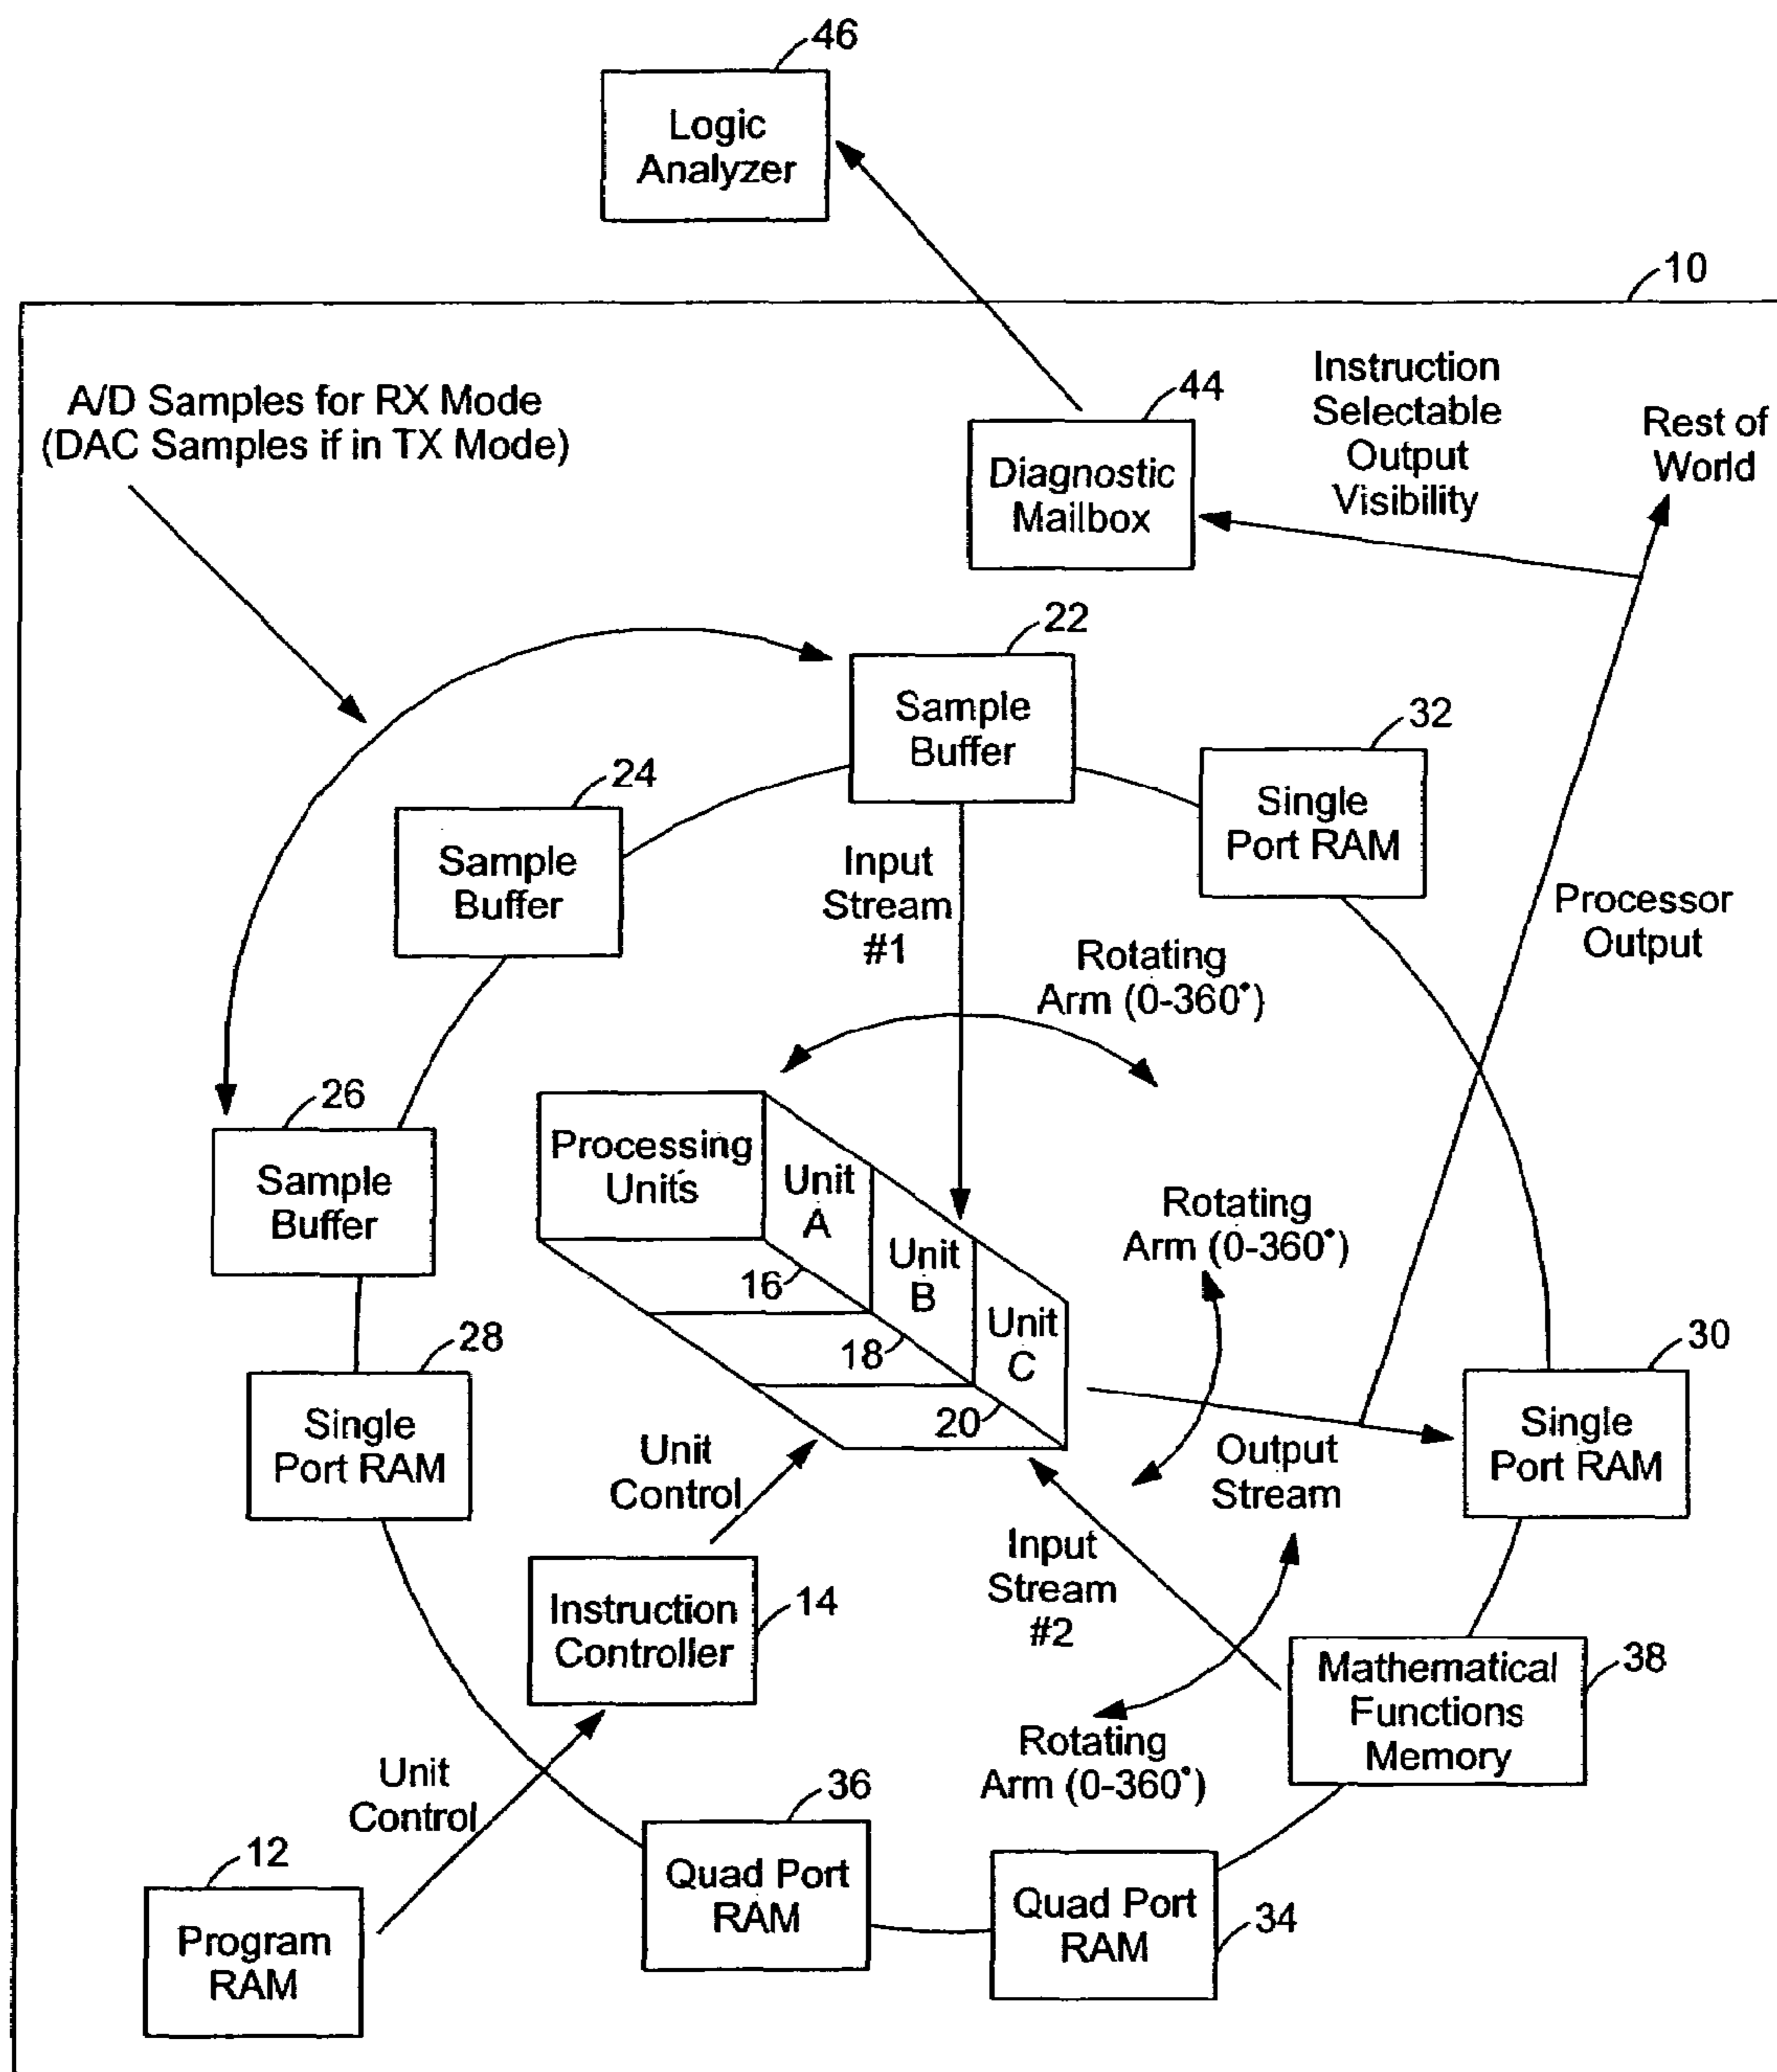 46
Logic
Analyzer
10
A/D Samples for RX Mode
(DAC Samples if in TX Mode)
44
Diagnostic
Mailbox
Instruction
Selectable
Output
Visibility
Rest of
World
22
Sample
Buffer
32
Single
Port RAM
24
Sample
Buffer
Input
Stream
#1
Processor
Output
Rotating
Arm (0-360°)
26
Sample
Buffer
Processing
Units
Unit
A
Unit
B
Unit
C
16
18
20
Rotating
Arm (0-360°)
28
Single
Port RAM
30
Single
Port RAM
Unit
Control
Output
Stream
Input
Stream
#2
14
Instruction
Controller
38
Mathematical
Functions
Memory
Rotating
Arm (0-360°)
Unit
Control
36
Quad Port
RAM
34
Quad Port
RAM
12
Program
RAM